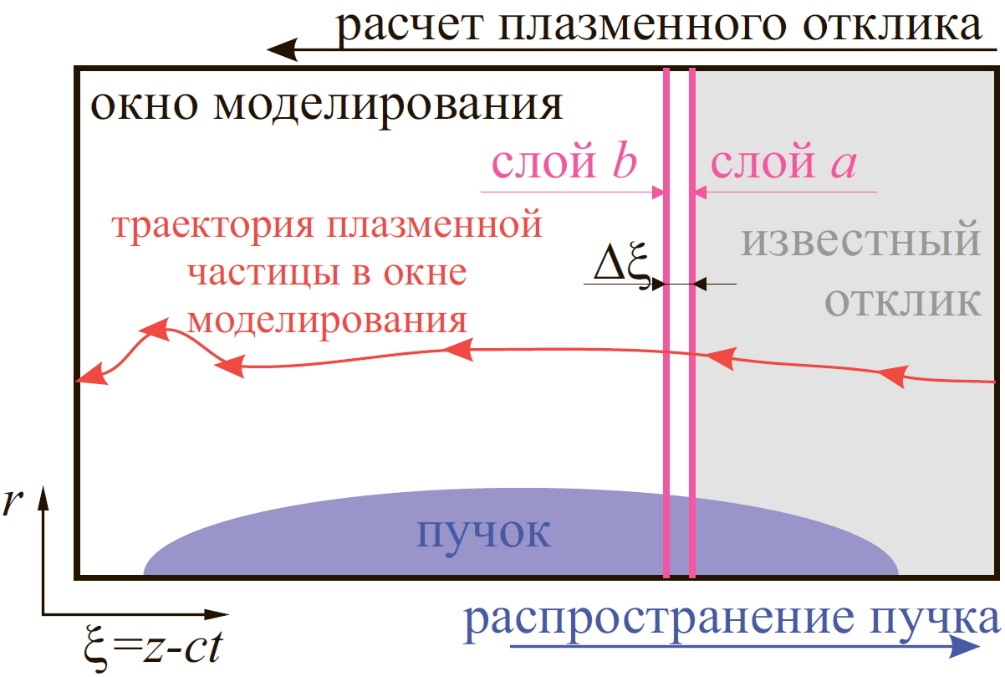 расчет плазменного отклика
окно моделирования
слой b
слой a
траектория плазменной
частицы в окне
моделирования
известный
отклик
Δξ
r
пучок
ξ=z-ct
распространение пучка